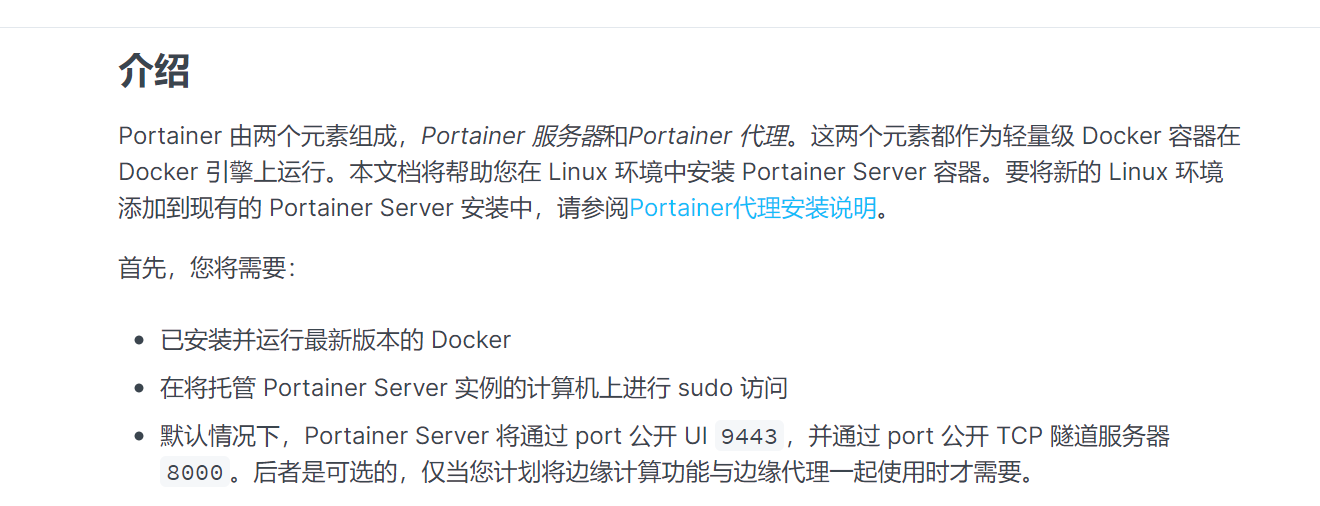 介绍
Portainer 由两个元素组成，Portainer 服务器和Portainer 代理。这两个元素都作为轻量级 Docker 容器在
Docker 引擎上运行。本文档将帮助您在 Linux 环境中安装 Portainer Server 容器。要将新的 Linux 环境
添加到现有的 Portainer Server 安装中，请参阅Portainer代理安装说明。
首先，您将需要：
已安装并运行最新版本的 Docker
在将托管 Portainer Server 实例的计算机上进行 sudo 访问
默认情况下，Portainer Server 将通过 port 公开 UI 9443，并通过 port 公开 TCP 隧道服务器
8000。后者是可选的，仅当您计划将边缘计算功能与边缘代理一起使用时才需要。